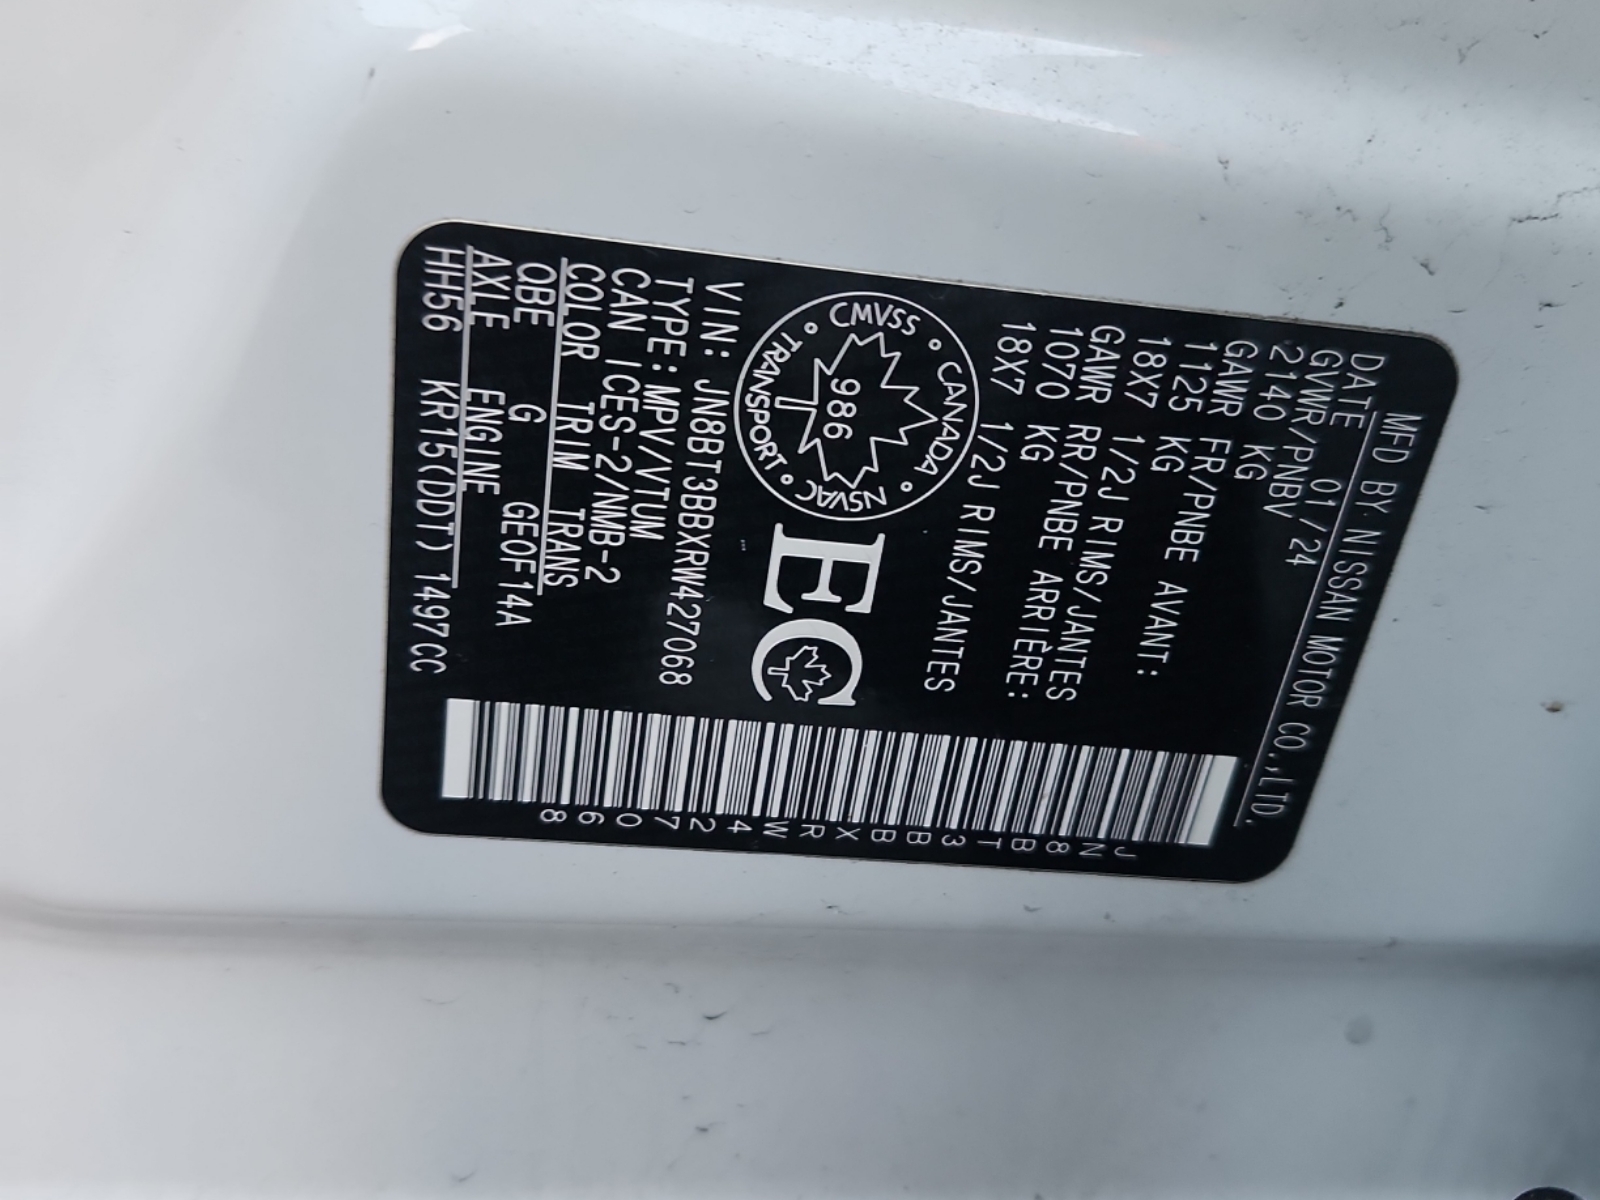 MFD BY: NISSAN MOTOR CO.,LTD.
DATE 01/24
GVWR/PNBV
2140 KG
GAWR FR/PNBE AVANT:
1125 KG
18X7 1/2J RIMS/JANTES
GAWR RR/PNBE ARRIÈRE:
1070 KG
18X7 1/2J RIMS/JANTES
CMVSS • CANADA • NSVAC • TRANSPORT •
986
EC
VIN: JN8BT3BBXRW427068
TYPE:MPV/VTUM
CAN ICES-2/NMB-2
COLOR TRIM TRANS
QBE G GEOF14A
AXLE ENGINE
HH56 KR15(DDT) 1497CC
JN8BT3BBXRW427068